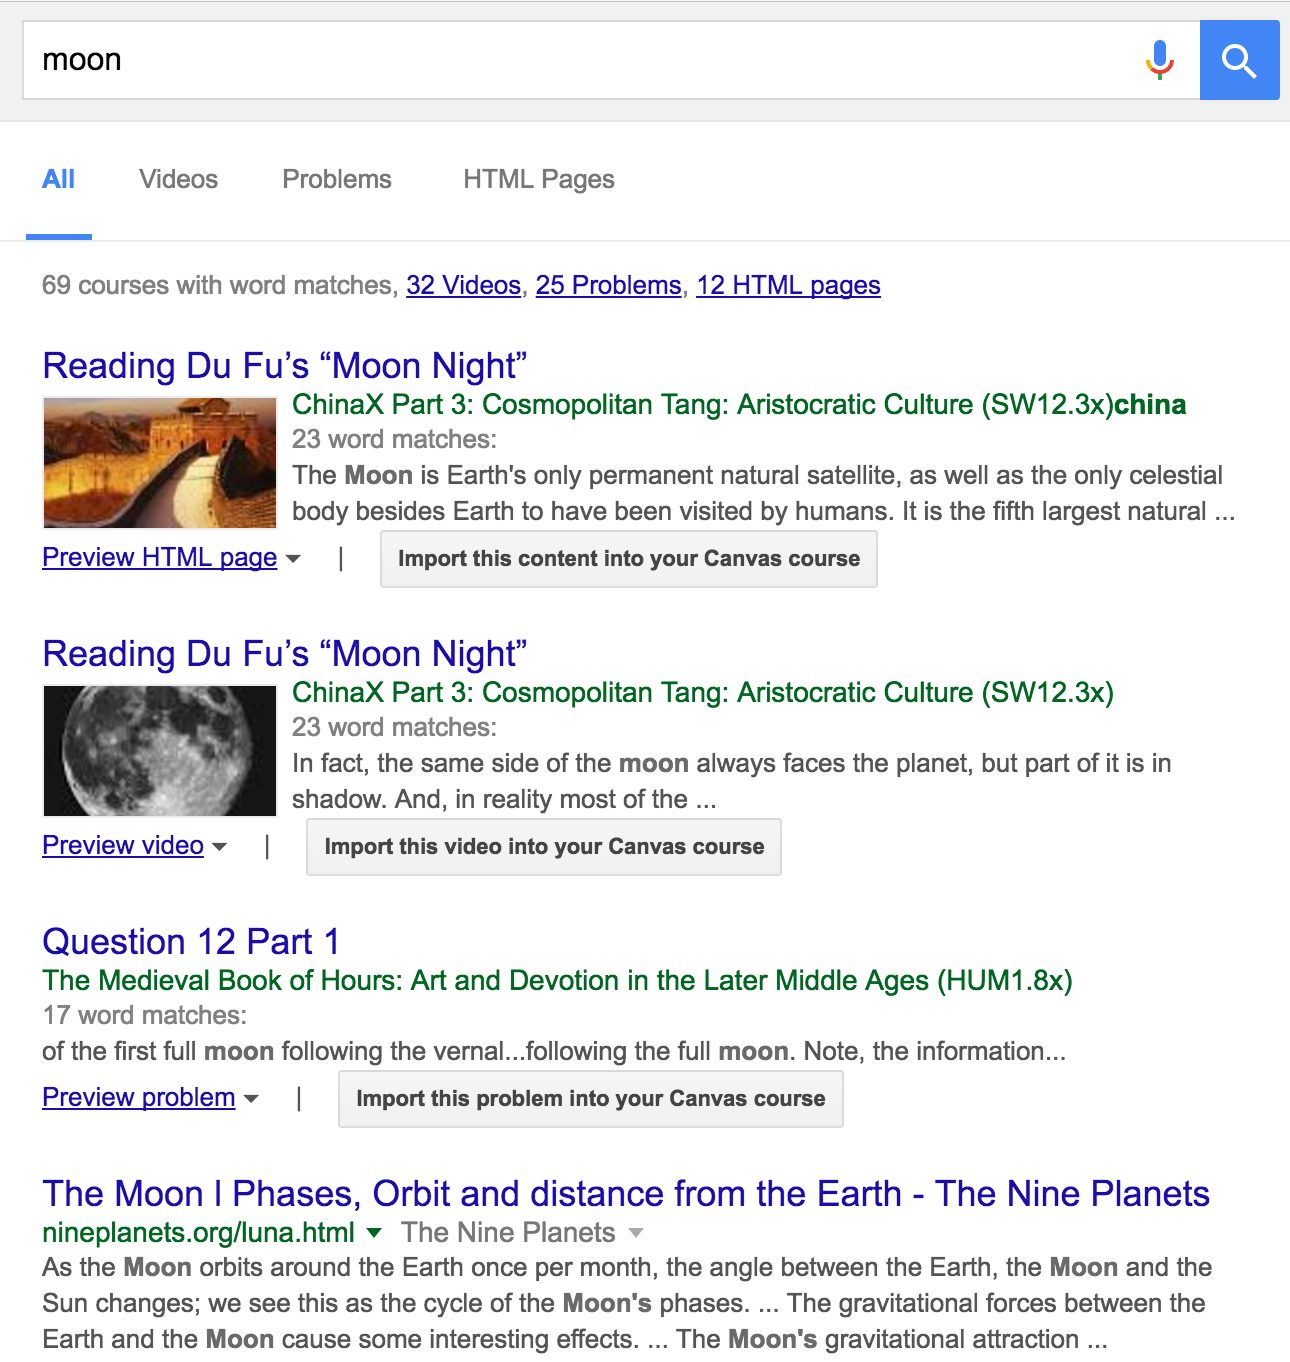 moon
All Videos Problems HTML Pages
69 courses with word matches, 32 Videos, 25 Problems, 12 HTML pages
Reading Du Fu’s “Moon Night”
ChinaX Part 3: Cosmopolitan Tang: Aristocratic Culture (SW12.3x)china
23 word matches:
The Moon is Earth's only permanent natural satellite, as well as the only celestial
body besides Earth to have been visited by humans. It is the fifth largest natural ...
Preview HTML page | Import this content into your Canvas course
Reading Du Fu’s “Moon Night”
ChinaX Part 3: Cosmopolitan Tang: Aristocratic Culture (SW12.3x)
23 word matches:
In fact, the same side of the moon always faces the planet, but part of it is in
shadow. And, in reality most of the ...
Preview video | Import this video into your Canvas course
Question 12 Part 1
The Medieval Book of Hours: Art and Devotion in the Later Middle Ages (HUM1.8x)
17 word matches:
of the first full moon following the vernal...following the full moon. Note, the information...
Preview problem | Import this problem into your Canvas course
The Moon l Phases, Orbit and distance from the Earth - The Nine Planets
nineplanets.org/luna.html The Nine Planets
As the Moon orbits around the Earth once per month, the angle between the Earth, the Moon and the
Sun changes; we see this as the cycle of the Moon's phases. ... The gravitational forces between the
Earth and the Moon cause some interesting effects. ... The Moon's gravitational attraction ...